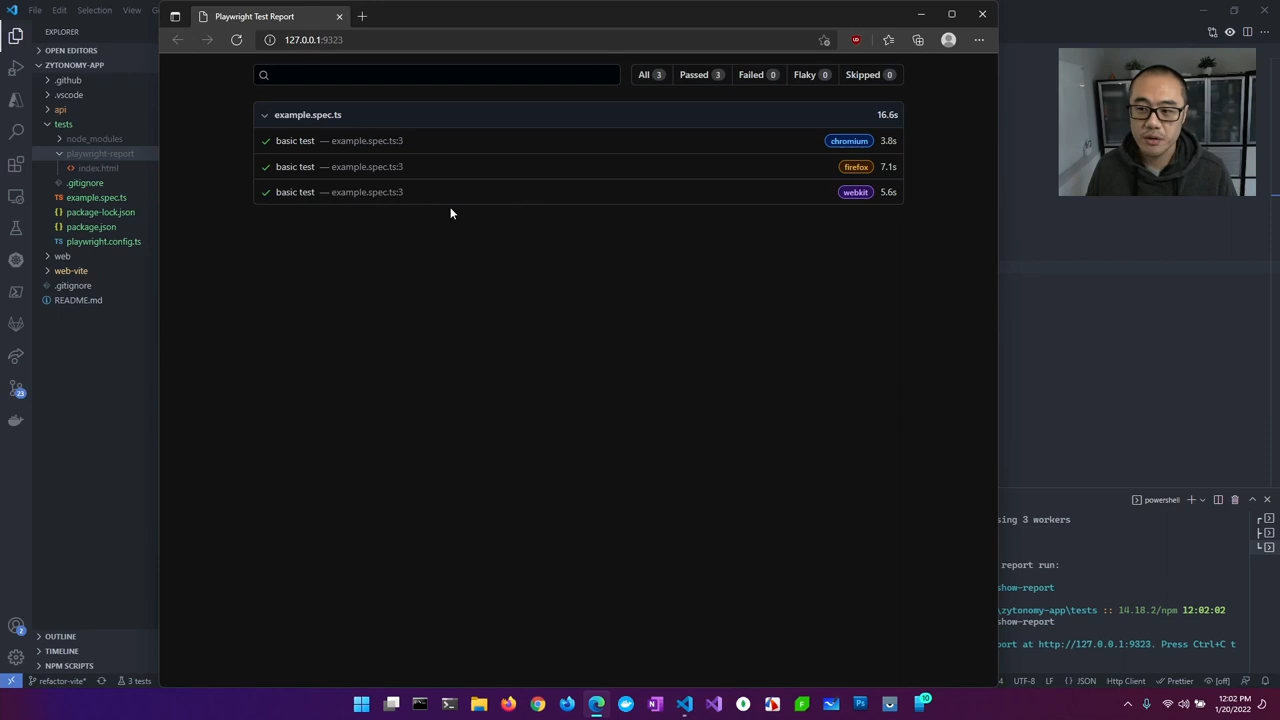 File Edit Selection View
Playwright Test Report
EXPLORER
127.0.0.1:9323
OPEN EDITORS
ZYTONOMY-APP
.github
.vscode
api
tests
node_modules
playwright-report
index.html
.gitignore
TS example.spec.ts
{ } package-lock.json
{ } package.json
TS playwright.config.ts
web
web-vite
.gitignore
README.md
All 3 Passed 3 Failed 0 Flaky 0 Skipped 0
example.spec.ts 16.6s
basic test — example.spec.ts:3 chromium 3.8s
basic test — example.spec.ts:3 firefox 7.1s
basic test — example.spec.ts:3 webkit 5.6s
23
powershell
ing 3 workers
report run:
show-report
\zytonomy-app\tests :: 14.18.2/npm 12:02:02
show-report
ort at http://127.0.0.1:9323. Press Ctrl+C t
OUTLINE
TIMELINE
NPM SCRIPTS
refactor-vite* 3 tests
4 UTF-8 LF { } JSON Http Client Prettier [off]
10
12:02 PM
1/20/2022